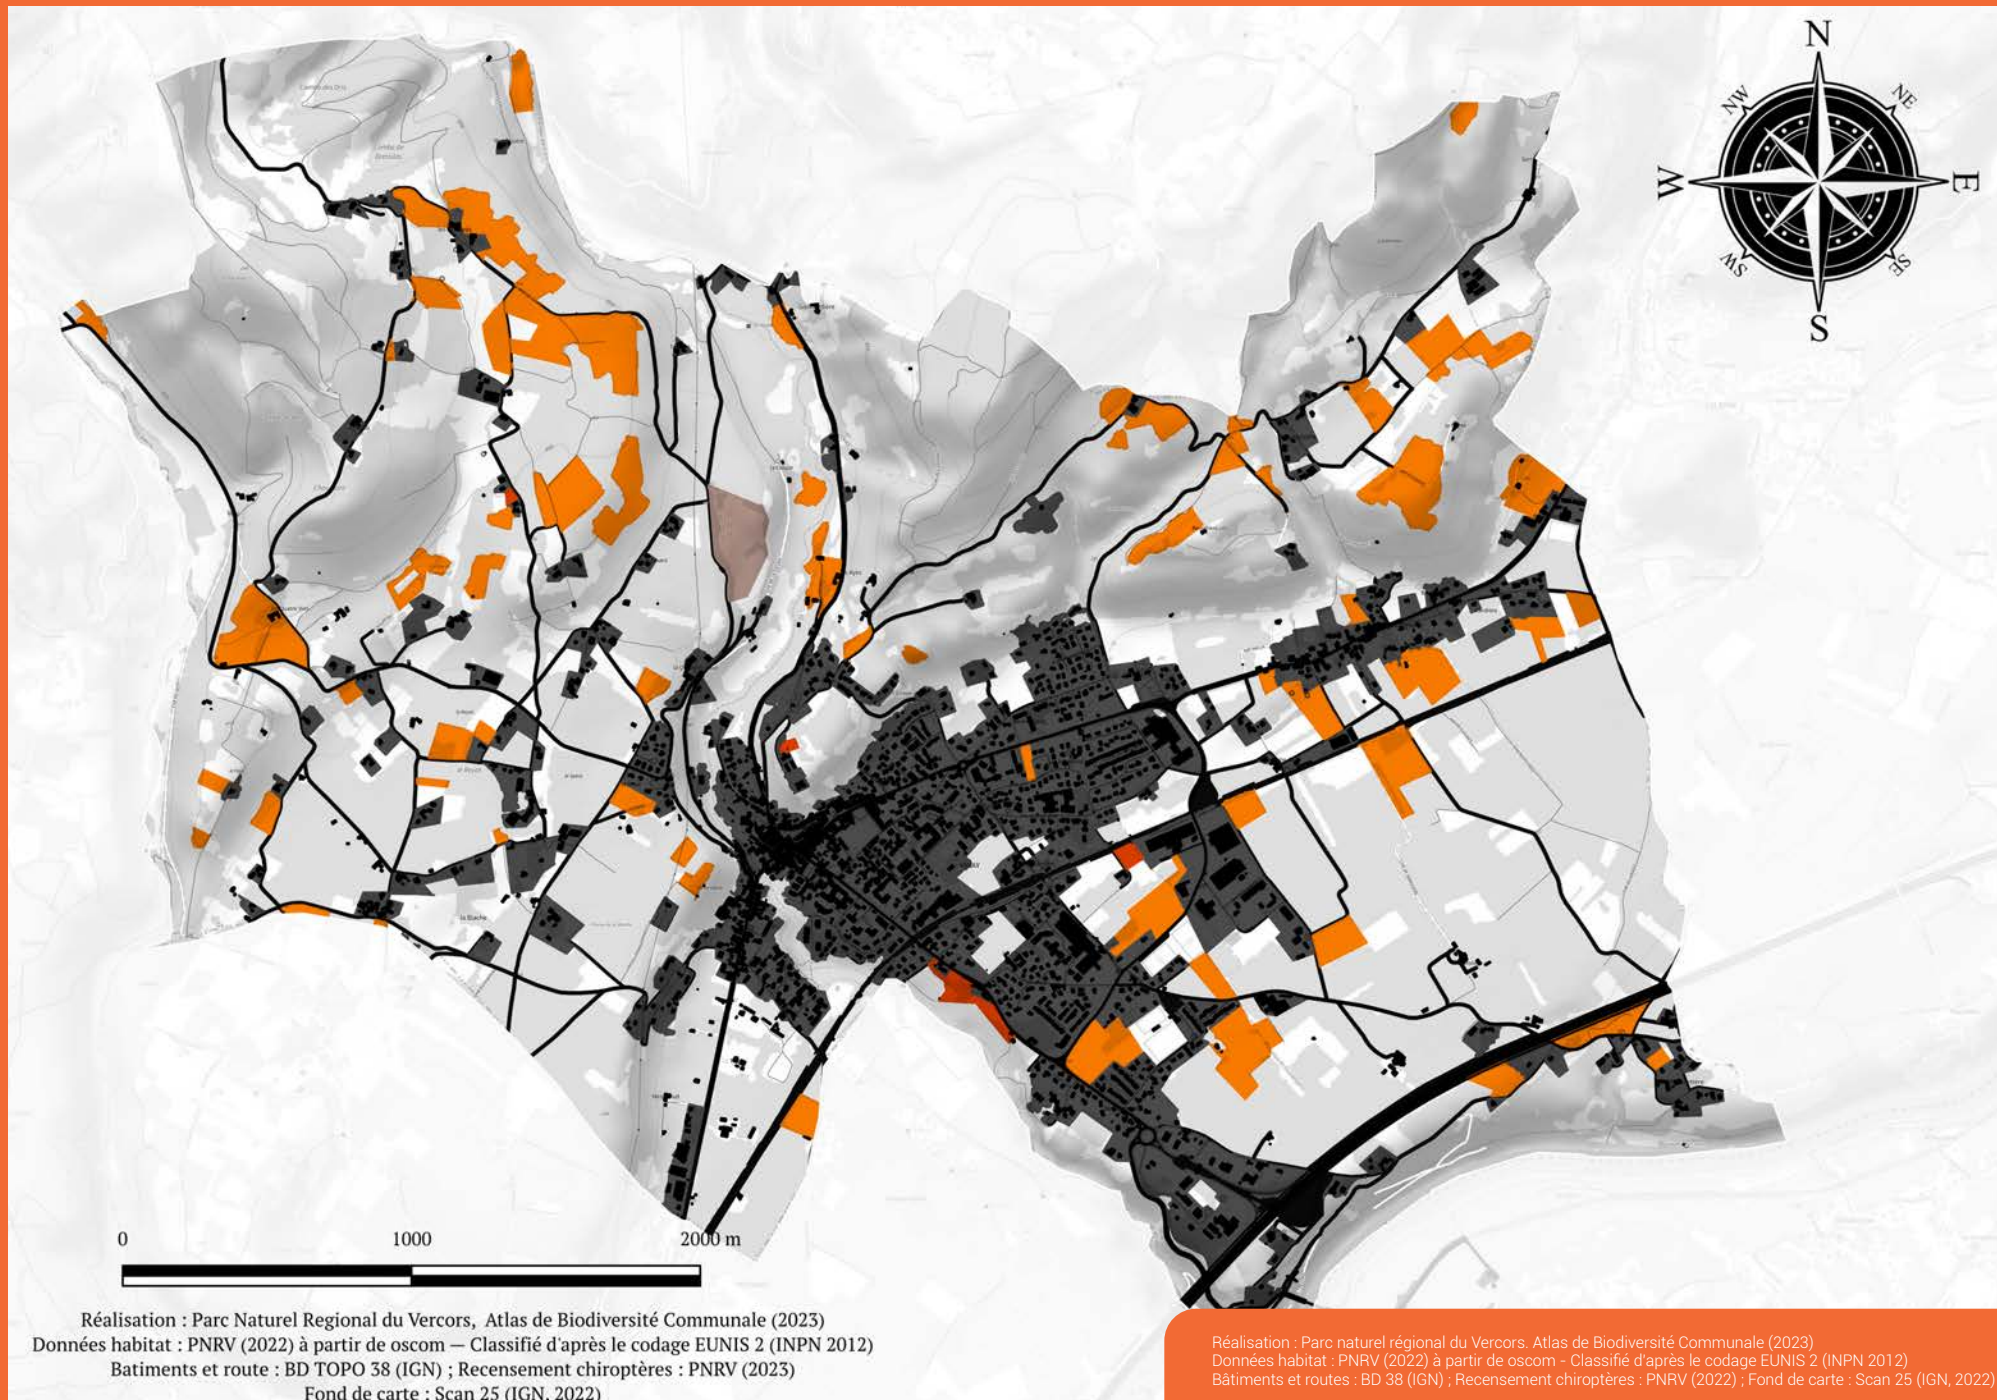 N
NW
NE
W
E
SW
SE
S
la Blache
0 1000 2000 m
Réalisation : Parc Naturel Regional du Vercors, Atlas de Biodiversité Communale (2023)
Données habitat : PNRV (2022) à partir de oscom — Classifié d'après le codage EUNIS 2 (INPN 2012)
Batiments et route : BD TOPO 38 (IGN) ; Recensement chiroptères : PNRV (2023)
Fond de carte : Scan 25 (IGN, 2022)
Réalisation : Parc naturel régional du Vercors. Atlas de Biodiversité Communale (2023)
Données habitat : PNRV (2022) à partir de oscom - Classifié d'après le codage EUNIS 2 (INPN 2012)
Bâtiments et routes : BD 38 (IGN) ; Recensement chiroptères : PNRV (2022) ; Fond de carte : Scan 25 (IGN, 2022)